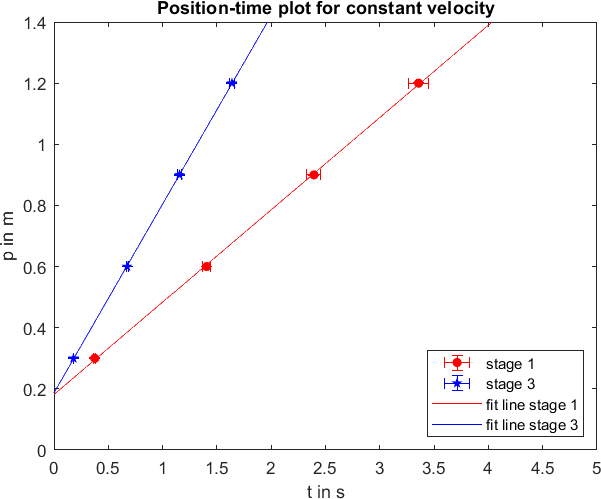 Position-time plot for constant velocity
1.4
1.2
1
0.8
0.6
0.4
0.2
0
p in m
stage 1
stage 3
fit line stage 1
fit line stage 3
0 0.5 1 1.5 2 2.5 3 3.5 4 4.5 5
t in s